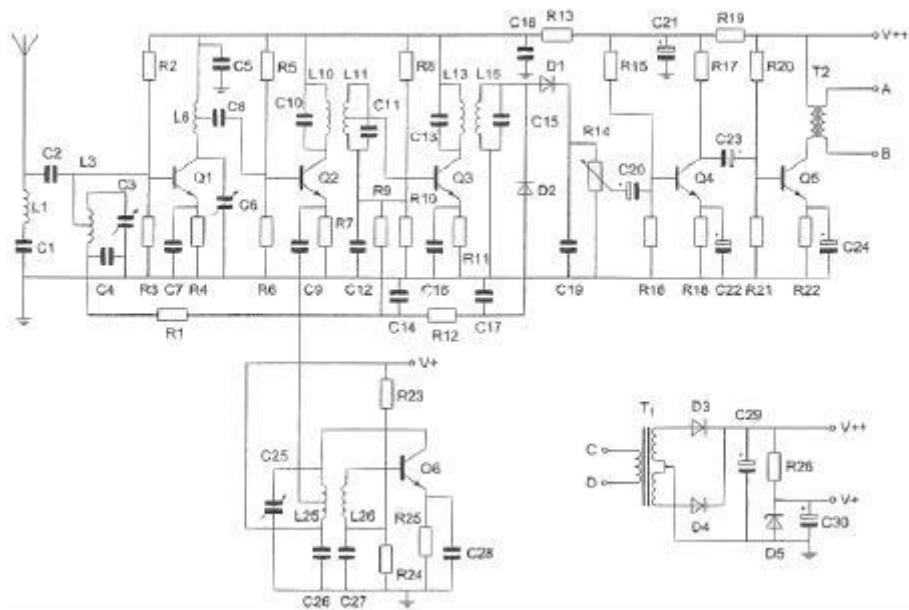 C18
R13
C21
R19
V++
R2
C5
R5
L10
L11
R8
L13
L15
D1
R15
R17
R20
T2
L6
C8
C10
C11
C13
C15
R14
A
C2
L3
C3
Q1
C6
Q2
Q3
D2
C20
Q4
C23
Q5
B
L1
R9
R10
C1
R7
R11
C24
C4
R3
C7
R4
R6
C9
C12
C16
C19
R16
R18
C22
R21
R22
R1
C14
R12
C17
V+
R23
T1
D3
C29
V++
C25
Q6
C
R26
D
L25
L26
R25
D4
V+
C30
C28
D5
R24
C26
C27